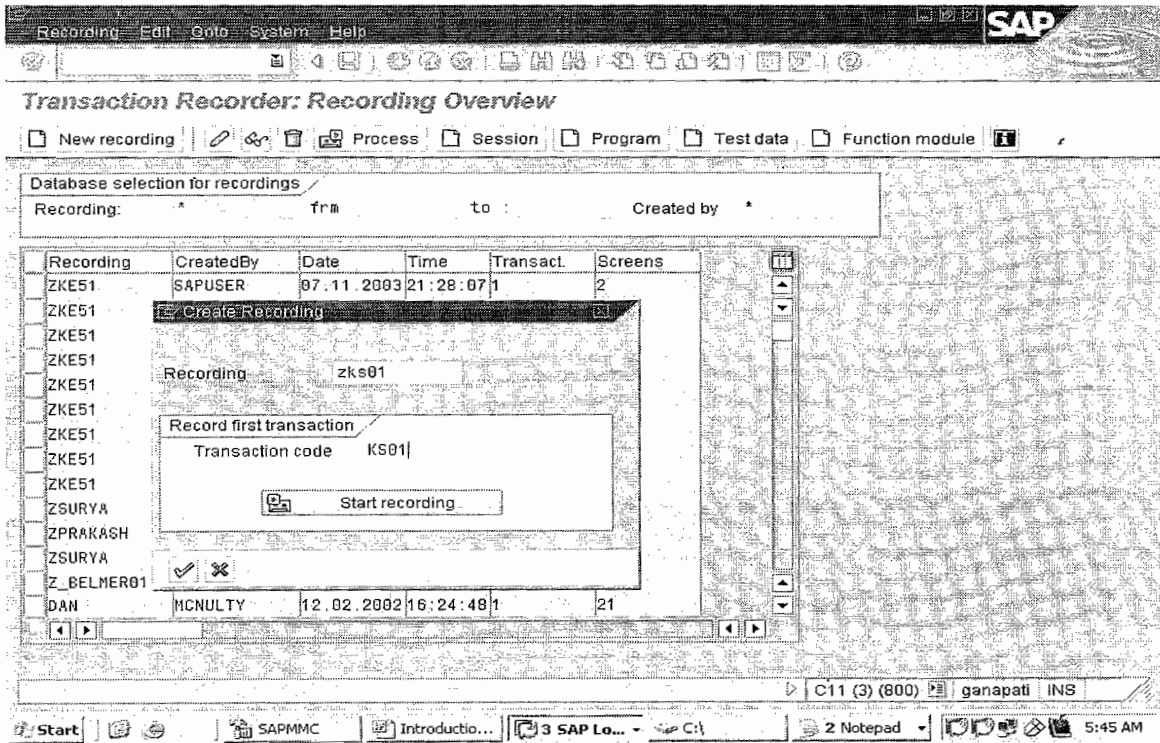 Recording Edit Goto System Help
SAP
Transaction Recorder: Recording Overview
New recording Process Session Program Test data Function module
Database selection for recordings
Recording: * frm to : Created by *
Recording CreatedBy Date Time Transact. Screens
ZKE51 SAPUSER 07.11.2003 21:28:07 1 2
ZKE51
Create Recording
ZKE51
ZKE51
Recording zks01
ZKE51
ZKE51
Record first transaction
ZKE51
Transaction code KS01
ZKE51
ZKE51
Start recording
ZSURYA
ZPRAKASH
ZSURYA
Z_BELMER01
DAN MCNULTY 12.02.2002 16:24:48 1 21
C11 (3) (800) ganapati INS
Start SAPMMC Introductio... 3 SAP Lo... C:\ 2 Notepad 5:45 AM